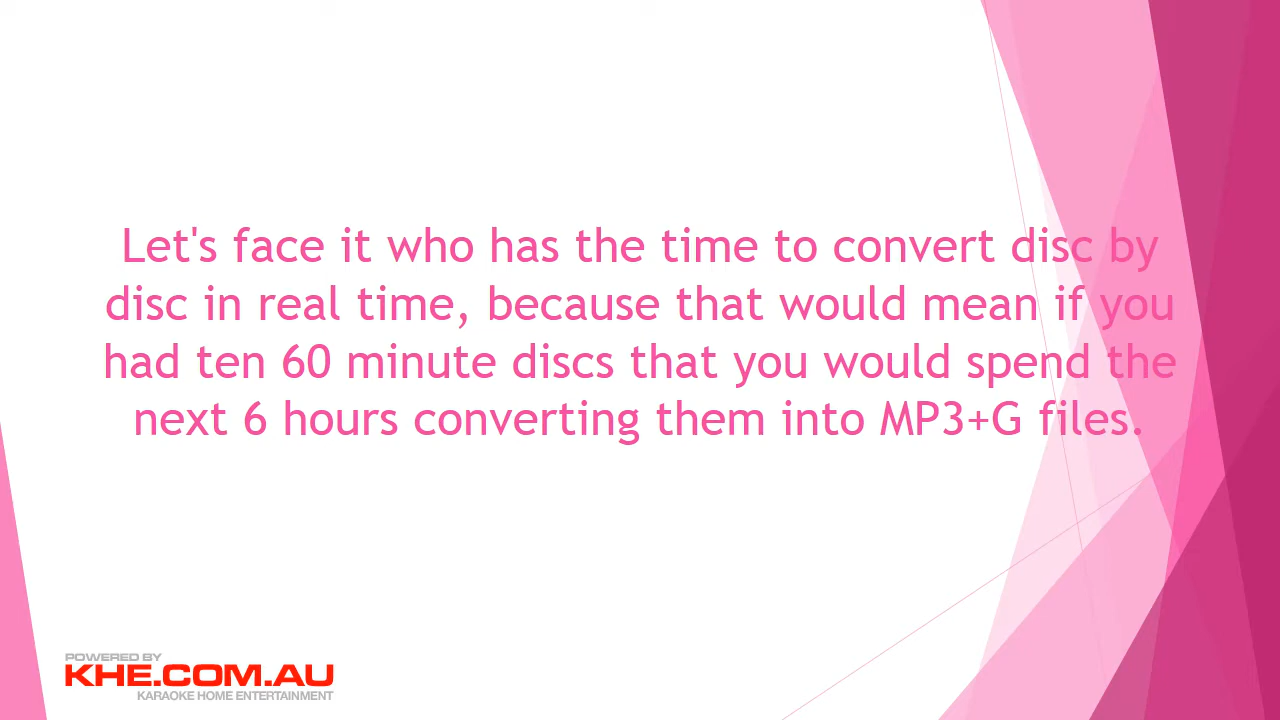 Let's face it who has the time to convert disc by
disc in real time, because that would mean if you
had ten 60 minute discs that you would spend the
next 6 hours converting them into MP3+G files.
POWERED BY
KHE.COM.AU
KARAOKE HOME ENTERTAINMENT